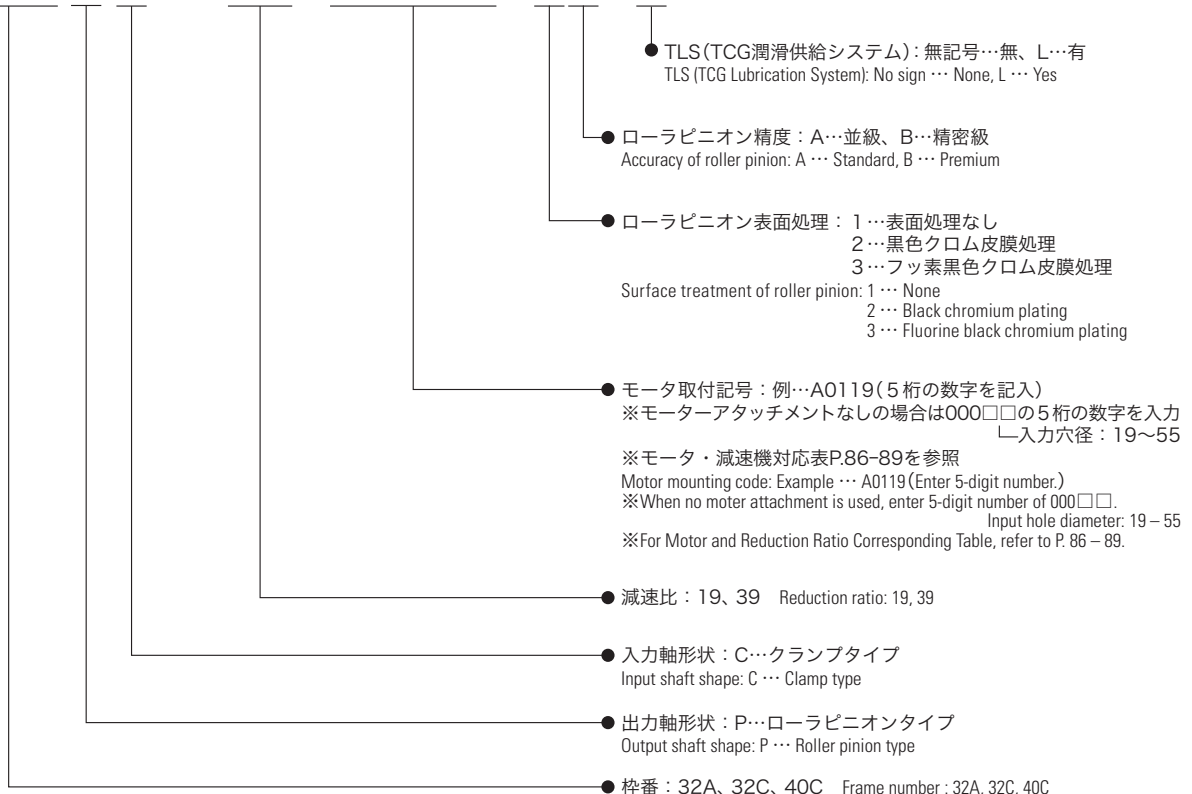 TLS(TCG潤滑供給システム):無記号…無、L…有
TLS (TCG Lubrication System): No sign ··· None, L ··· Yes
ローラピニオン精度:A…並級、B…精密級
Accuracy of roller pinion: A ··· Standard, B ··· Premium
ローラピニオン表面処理:1…表面処理なし
2…黒色クロム皮膜処理
3…フッ素黒色クロム皮膜処理
Surface treatment of roller pinion: 1 ··· None
2 ··· Black chromium plating
3 ··· Fluorine black chromium plating
モータ取付記号:例…A0119(5桁の数字を記入)
※モーターアタッチメントなしの場合は000□□の5桁の数字を入力
入力穴径:19〜55
※モータ・減速機対応表P.86–89を参照
Motor mounting code: Example ··· A0119(Enter 5-digit number.)
※When no moter attachment is used, enter 5-digit number of 000□□.
Input hole diameter: 19 – 55
※For Motor and Reduction Ratio Corresponding Table, refer to P. 86 – 89.
減速比:19、39 Reduction ratio: 19, 39
入力軸形状:C…クランプタイプ
Input shaft shape: C ··· Clamp type
出力軸形状:P…ローラピニオンタイプ
Output shaft shape: P ··· Roller pinion type
枠番:32A、32C、40C Frame number : 32A, 32C, 40C